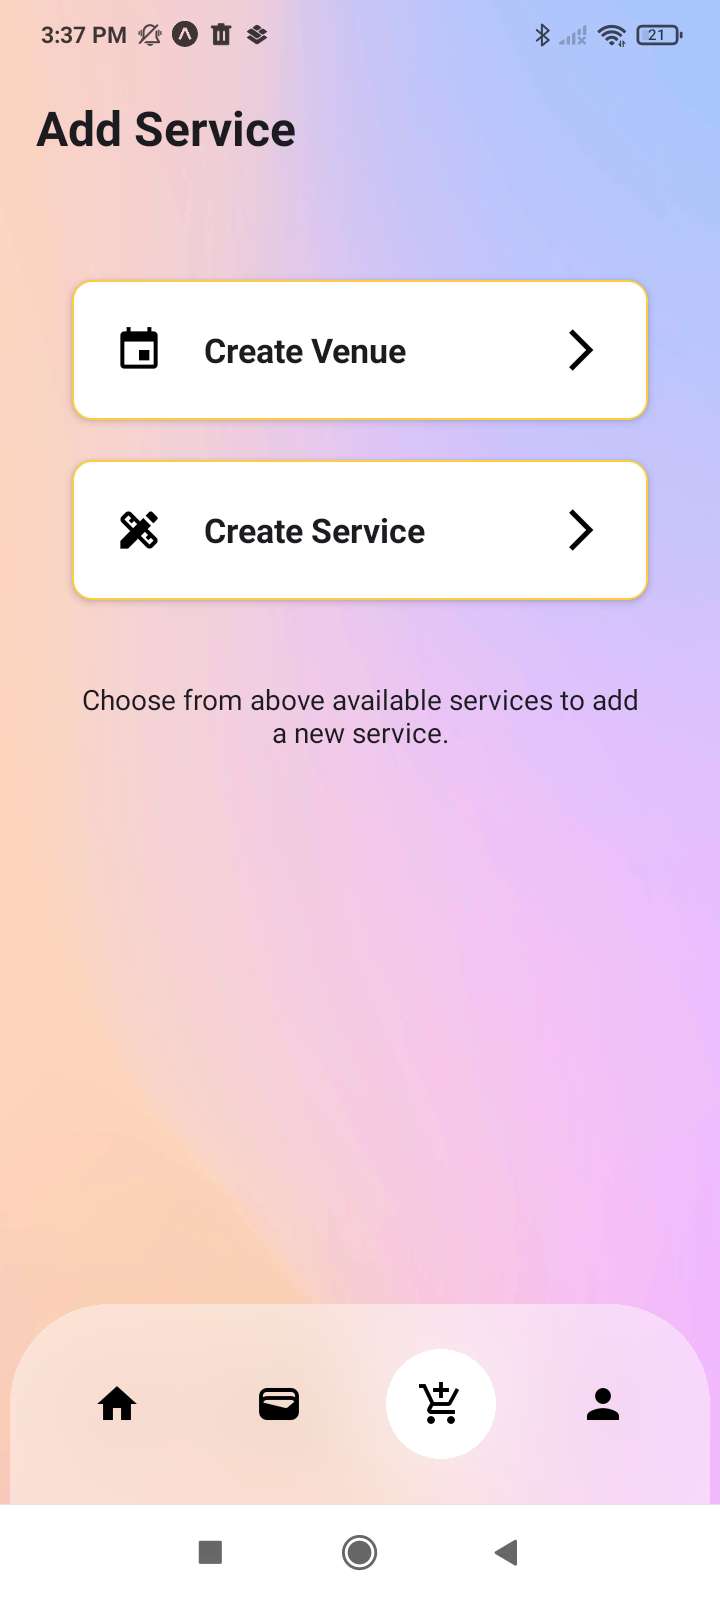 3:37 PM
21
Add Service
Create Venue
Create Service
Choose from above available services to add
a new service.